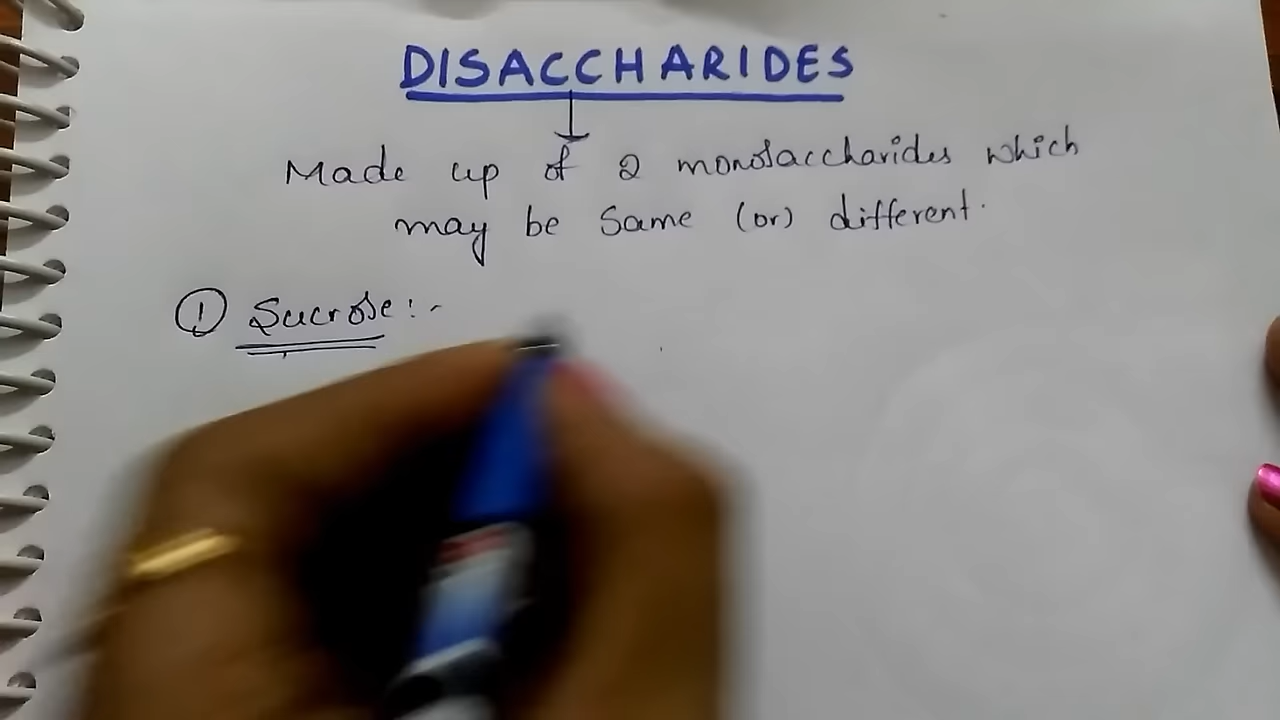 DISACCHARIDES
Made up of 2 monosaccharides which
may be Same (or) different.
① Sucrose:-